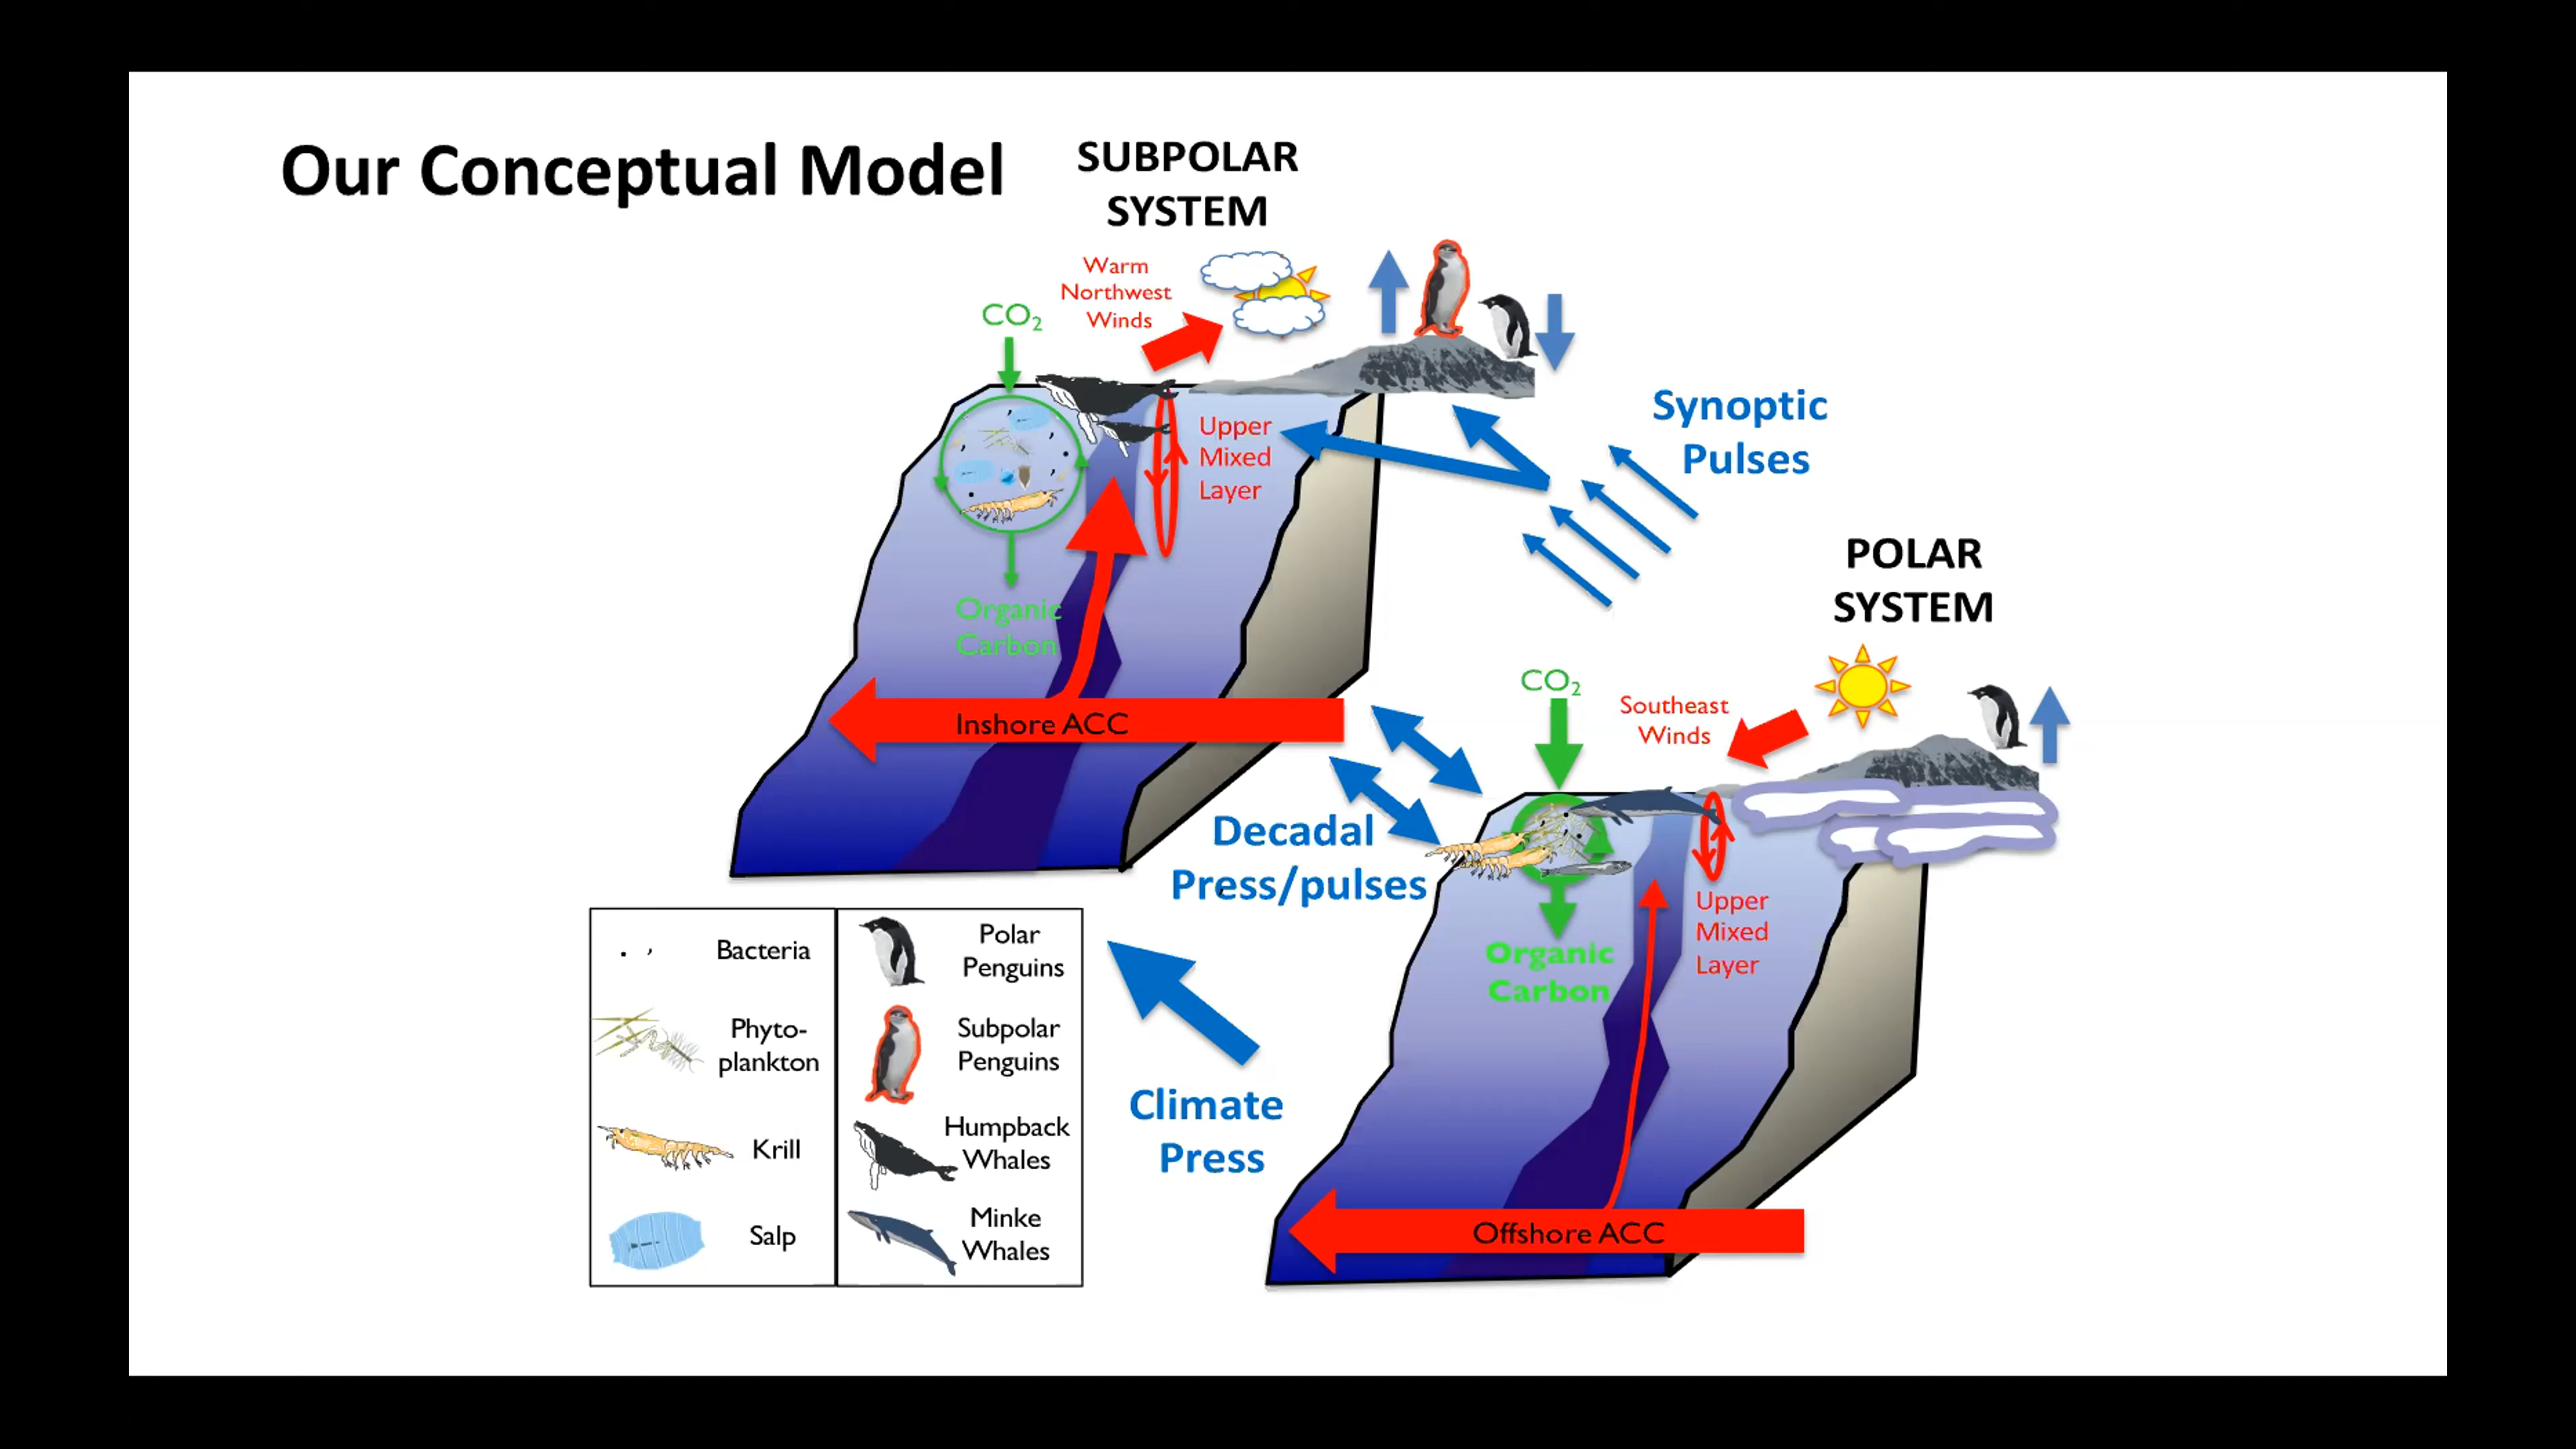 Our Conceptual Model
SUBPOLAR
SYSTEM
Warm
Northwest
Winds
CO₂
Upper
Mixed
Layer
Organic
Carbon
Inshore ACC
Synoptic
Pulses
POLAR
SYSTEM
CO₂
Southeast
Winds
Decadal
Press/pulses
Upper
Mixed
Layer
Organic
Carbon
Offshore ACC
Climate
Press
Bacteria
Phyto-
plankton
Krill
Salp
Polar
Penguins
Subpolar
Penguins
Humpback
Whales
Minke
Whales